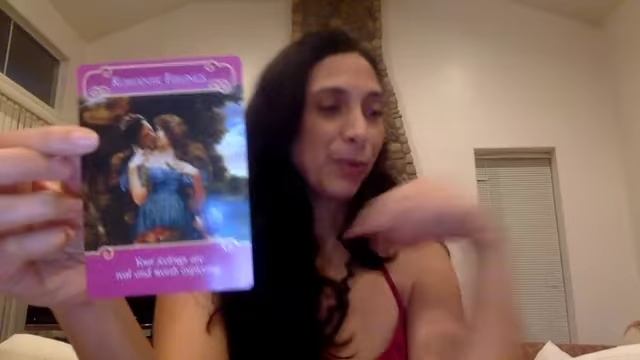 ROMANTIC FEELINGS
Your feelings are
real and worth exploring.